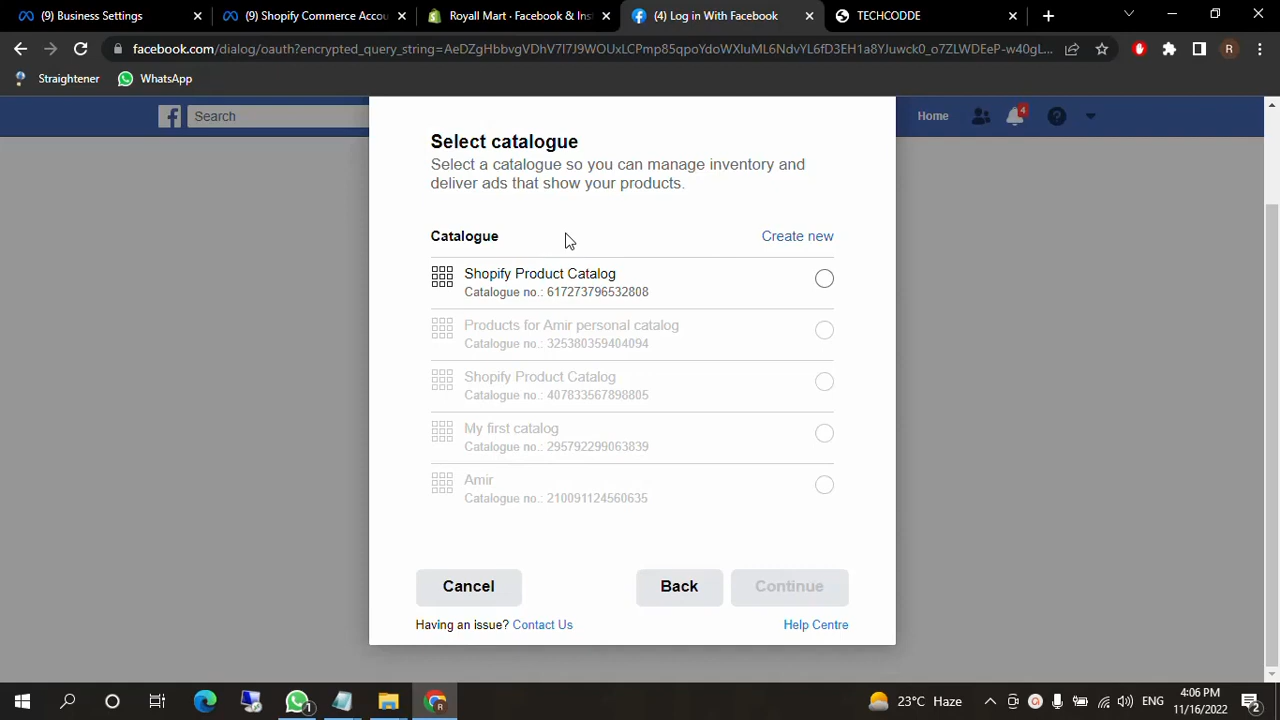 (9) Business Settings
(9) Shopify Commerce Accou
Royall Mart · Facebook & Inst
(4) Log in With Facebook
TECHCODDE
facebook.com/dialog/oauth?encrypted_query_string=
R
Straightener
WhatsApp
Search
Home
4
Select catalogue
Select a catalogue so you can manage inventory and
deliver ads that show your products.
Catalogue
Create new
Shopify Product Catalog
Catalogue no.: 617273796532808
Products for Amir personal catalog
Catalogue no.: 325380359404094
Shopify Product Catalog
Catalogue no.: 407833567898805
My first catalog
Catalogue no.: 295792299063839
Amir
Catalogue no.: 210091124560635
Cancel
Back
Continue
Having an issue? Contact Us
Help Centre
1
R
23°C Haze
ENG
4:06 PM
11/16/2022
2